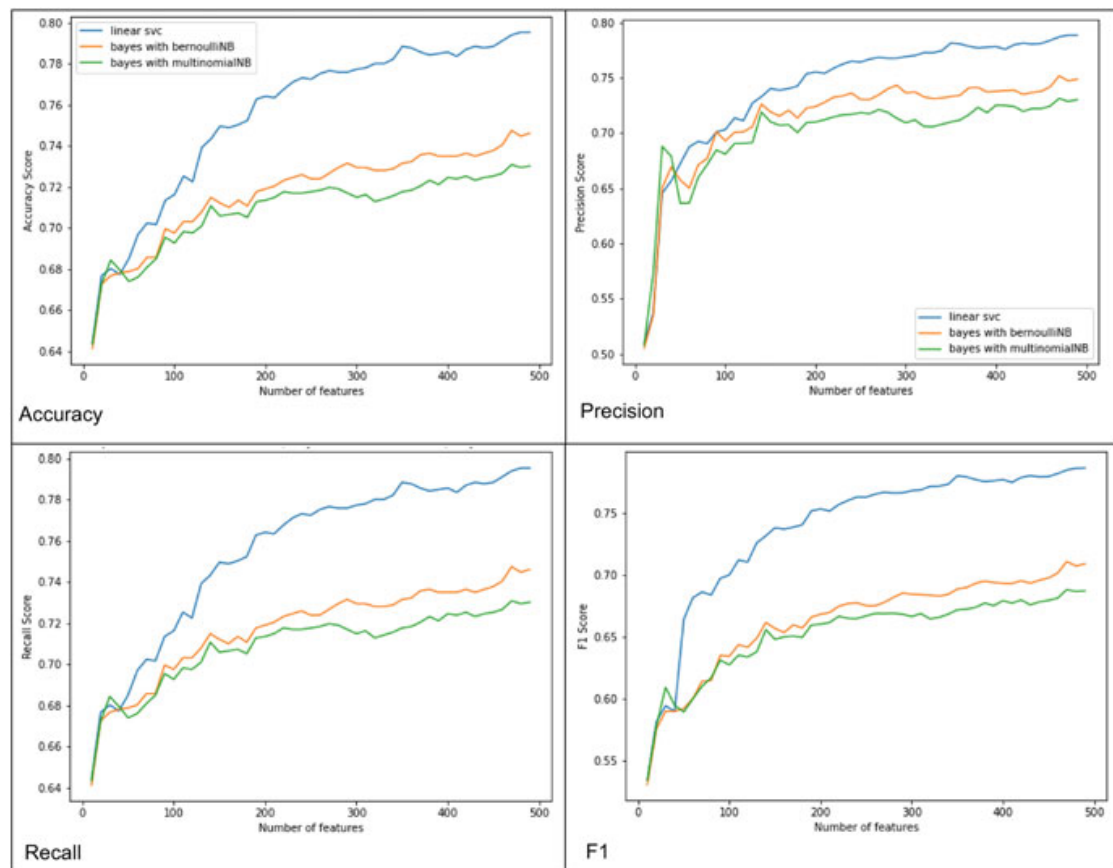 0.80
0.78
0.76
0.74
0.72
0.70
0.68
0.66
0.64
Accuracy Score
linear svc
bayes with bernoulliNB
bayes with multinomialNB
0 100 200 300 400 500
Number of features
Accuracy
0.80
0.75
0.70
0.65
0.60
0.55
0.50
Precision Score
linear svc
bayes with bernoulliNB
bayes with multinomialNB
0 100 200 300 400 500
Number of features
Precision
0.80
0.78
0.76
0.74
0.72
0.70
0.68
0.66
0.64
Recall Score
0 100 200 300 400 500
Number of features
Recall
0.75
0.70
0.65
0.60
0.55
F1 Score
0 100 200 300 400 500
Number of features
F1